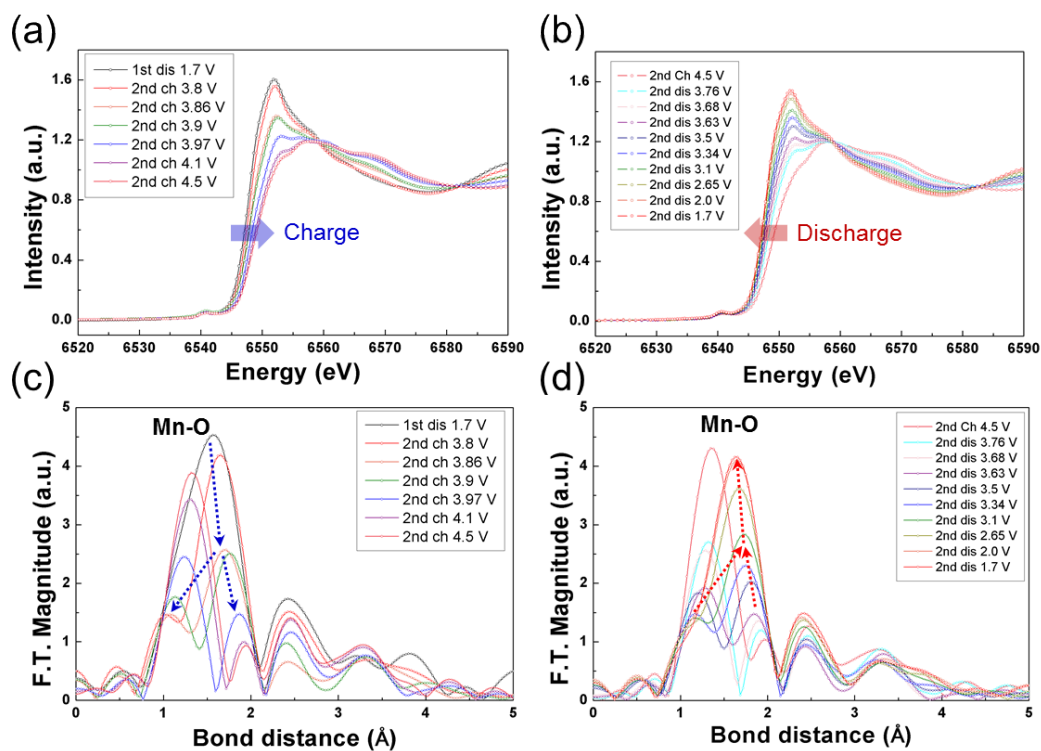 (a)
Intensity (a.u.)
1.6
1.2
0.8
0.4
0.0
1st dis 1.7 V
2nd ch 3.8 V
2nd ch 3.86 V
2nd ch 3.9 V
2nd ch 3.97 V
2nd ch 4.1 V
2nd ch 4.5 V
Charge
6520 6530 6540 6550 6560 6570 6580 6590
Energy (eV)
(b)
Intensity (a.u.)
1.6
1.2
0.8
0.4
0.0
2nd Ch 4.5 V
2nd dis 3.76 V
2nd dis 3.68 V
2nd dis 3.63 V
2nd dis 3.5 V
2nd dis 3.34 V
2nd dis 3.1 V
2nd dis 2.65 V
2nd dis 2.0 V
2nd dis 1.7 V
Discharge
6520 6530 6540 6550 6560 6570 6580 6590
Energy (eV)
(c)
F.T. Magnitude (a.u.)
5
4
3
2
1
0
Mn-O
1st dis 1.7 V
2nd ch 3.8 V
2nd ch 3.86 V
2nd ch 3.9 V
2nd ch 3.97 V
2nd ch 4.1 V
2nd ch 4.5 V
0 1 2 3 4 5
Bond distance (Å)
(d)
F.T. Magnitude (a.u.)
5
4
3
2
1
0
Mn-O
2nd Ch 4.5 V
2nd dis 3.76 V
2nd dis 3.68 V
2nd dis 3.63 V
2nd dis 3.5 V
2nd dis 3.34 V
2nd dis 3.1 V
2nd dis 2.65 V
2nd dis 2.0 V
2nd dis 1.7 V
0 1 2 3 4 5
Bond distance (Å)